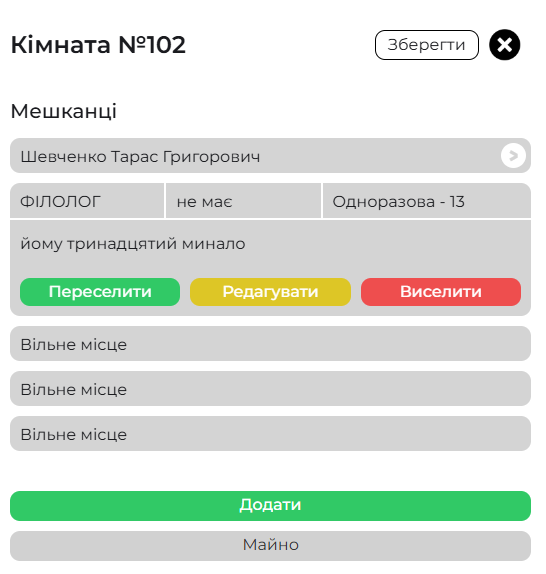 Кімната №102
Зберегти
Мешканці
Шевченко Тарас Григорович
ФІЛОЛОГ не має Одноразова - 13
йому тринадцятий минало
Переселити Редагувати Виселити
Вільне місце
Вільне місце
Вільне місце
Додати
Майно